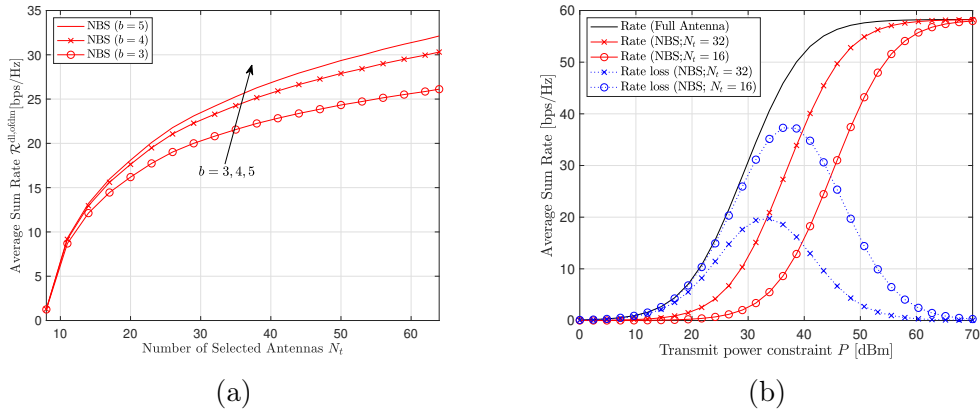 NBS (b = 5)
NBS (b = 4)
NBS (b = 3)
b = 3, 4, 5
Average Sum Rate R^dl,ofdm[bps/Hz]
35
30
25
20
15
10
5
0
10 20 30 40 50 60
Number of Selected Antennas N_t
(a)
Rate (Full Antenna)
Rate (NBS;N_t = 32)
Rate (NBS;N_t = 16)
Rate loss (NBS;N_t = 32)
Rate loss (NBS; N_t = 16)
Average Sum Rate [bps/Hz]
60
50
40
30
20
10
0
0 10 20 30 40 50 60 70
Transmit power constraint P [dBm]
(b)